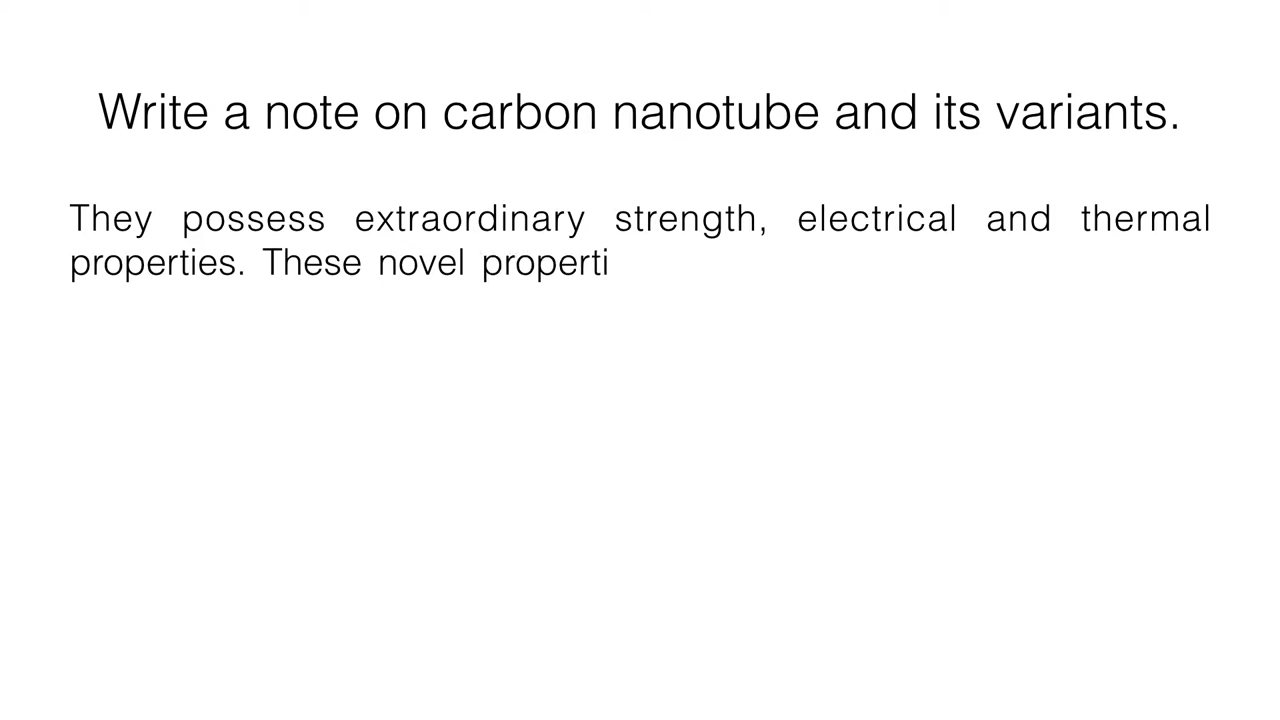 Write a note on carbon nanotube and its variants.
They possess extraordinary strength, electrical and thermal
properties. These novel properti